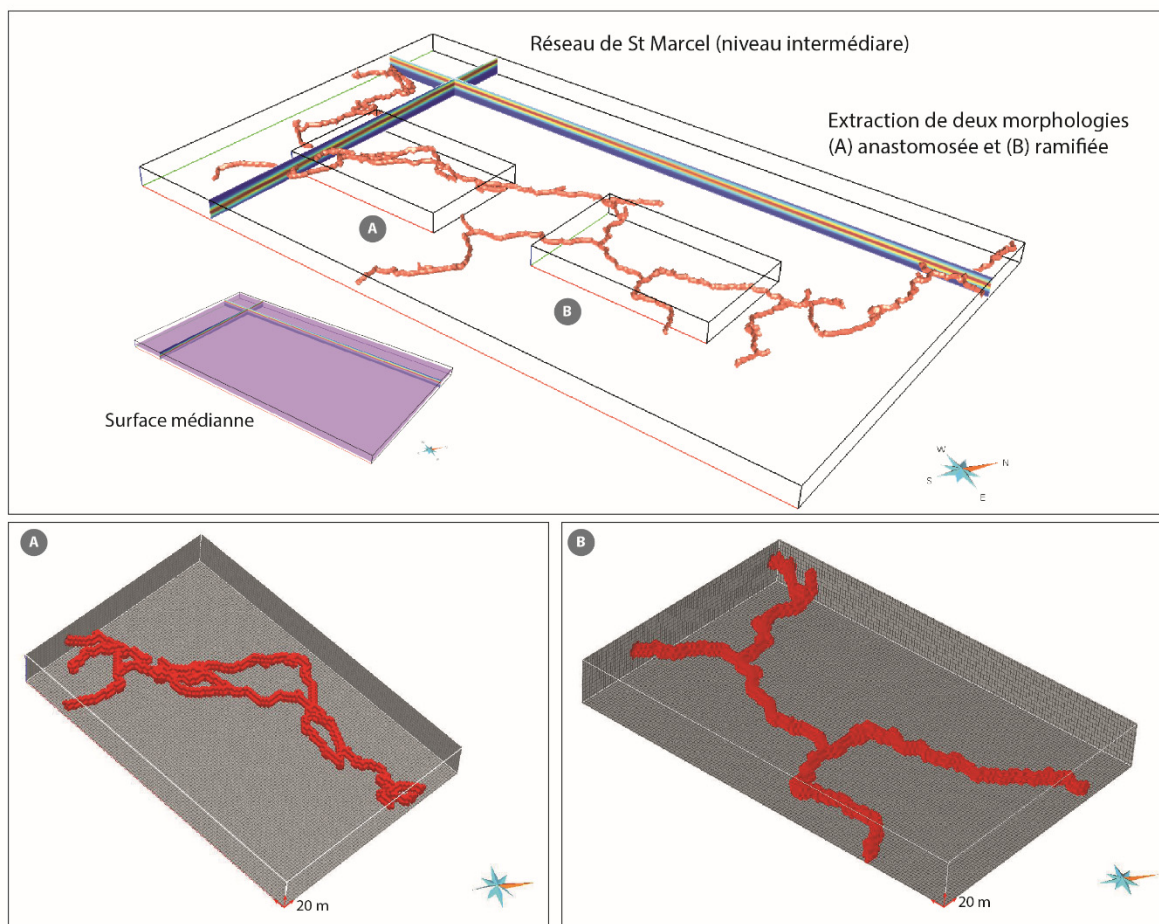 Réseau de St Marcel (niveau intermédiare)
Extraction de deux morphologies
(A) anastomosée et (B) ramifiée
A
B
Surface médianne
W
N
S
E
A
20 m
B
20 m